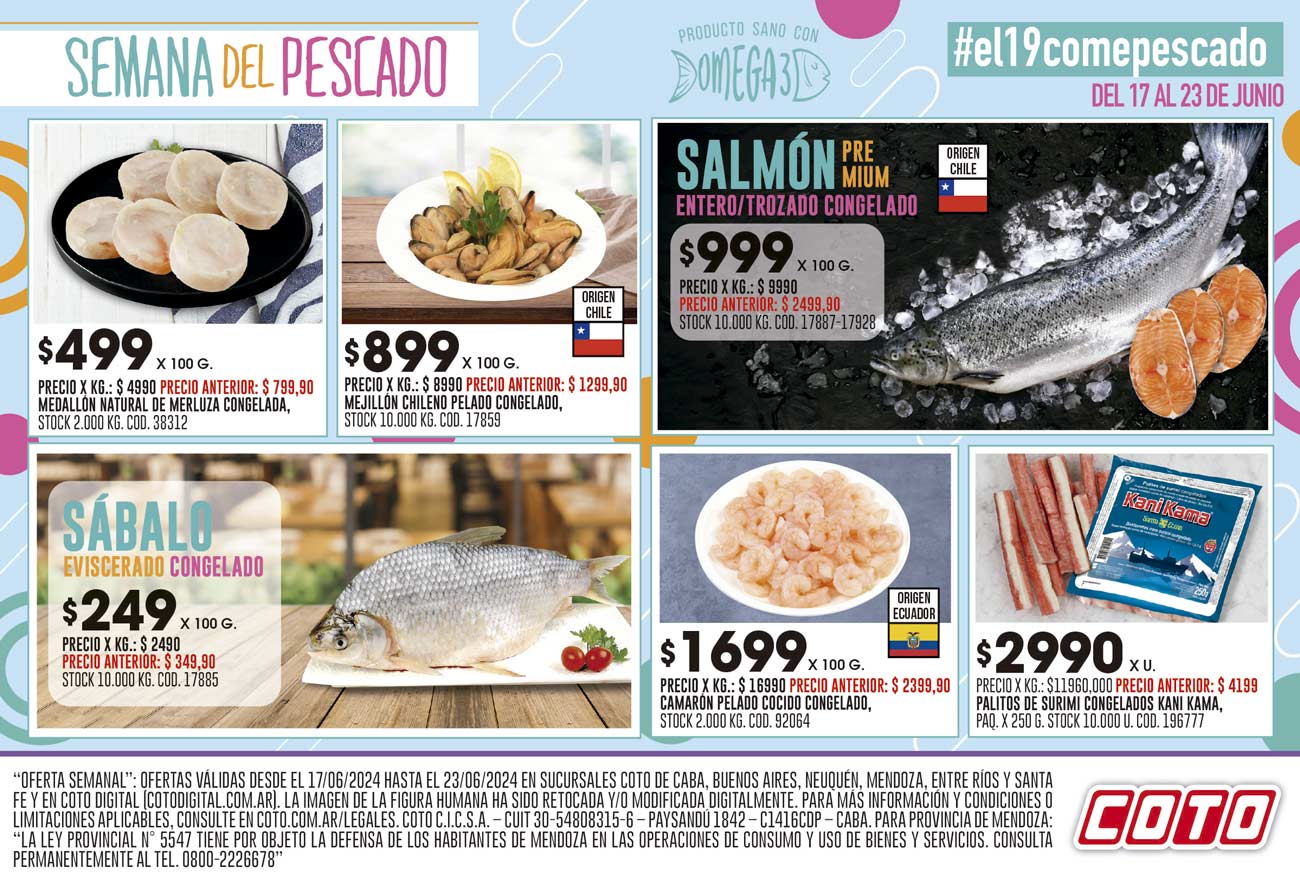 SEMANA DEL PESCADO
PRODUCTO SANO CON
OMEGA3
#el19comepescado
DEL 17 AL 23 DE JUNIO
$499 X 100 G.
PRECIO X KG.: $ 4990 PRECIO ANTERIOR: $ 799,90
MEDALLÓN NATURAL DE MERLUZA CONGELADA,
STOCK 2.000 KG. COD. 38312
ORIGEN
CHILE
$899 X 100 G.
PRECIO X KG.: $ 8990 PRECIO ANTERIOR: $ 1299,90
MEJILLÓN CHILENO PELADO CONGELADO,
STOCK 10.000 KG. COD. 17859
SALMÓN PRE
MIUM
ENTERO/TROZADO CONGELADO
ORIGEN
CHILE
$999 X 100 G.
PRECIO X KG.: $ 9990
PRECIO ANTERIOR: $ 2499,90
STOCK 10.000 KG. COD. 17887-17928
SÁBALO
EVISCERADO CONGELADO
$249 X 100 G.
PRECIO X KG.: $ 2490
PRECIO ANTERIOR: $ 349,90
STOCK 10.000 KG. COD. 17885
ORIGEN
ECUADOR
$1699 X 100 G.
PRECIO X KG.: $ 16990 PRECIO ANTERIOR: $ 2399,90
CAMARÓN PELADO COCIDO CONGELADO,
STOCK 2.000 KG. COD. 92064
Palitos de surimi congelados
Kani Kama
Santa Elena
250g
$2990 X U.
PRECIO X KG.: $11960,000 PRECIO ANTERIOR: $ 4199
PALITOS DE SURIMI CONGELADOS KANI KAMA,
PAQ. X 250 G. STOCK 10.000 U. COD. 196777
“OFERTA SEMANAL”: OFERTAS VÁLIDAS DESDE EL 17/06/2024 HASTA EL 23/06/2024 EN SUCURSALES COTO DE CABA, BUENOS AIRES, NEUQUÉN, MENDOZA, ENTRE RÍOS Y SANTA
FE Y EN COTO DIGITAL (COTODIGITAL.COM.AR). LA IMAGEN DE LA FIGURA HUMANA HA SIDO RETOCADA Y/O MODIFICADA DIGITALMENTE. PARA MÁS INFORMACIÓN Y CONDICIONES O
LIMITACIONES APLICABLES, CONSULTE EN COTO.COM.AR/LEGALES. COTO C.I.C.S.A. – CUIT 30-54808315-6 – PAYSANDÚ 1842 – C1416CDP – CABA. PARA PROVINCIA DE MENDOZA:
“LA LEY PROVINCIAL N° 5547 TIENE POR OBJETO LA DEFENSA DE LOS HABITANTES DE MENDOZA EN LAS OPERACIONES DE CONSUMO Y USO DE BIENES Y SERVICIOS. CONSULTA
PERMANENTEMENTE AL TEL. 0800-2226678”
COTO